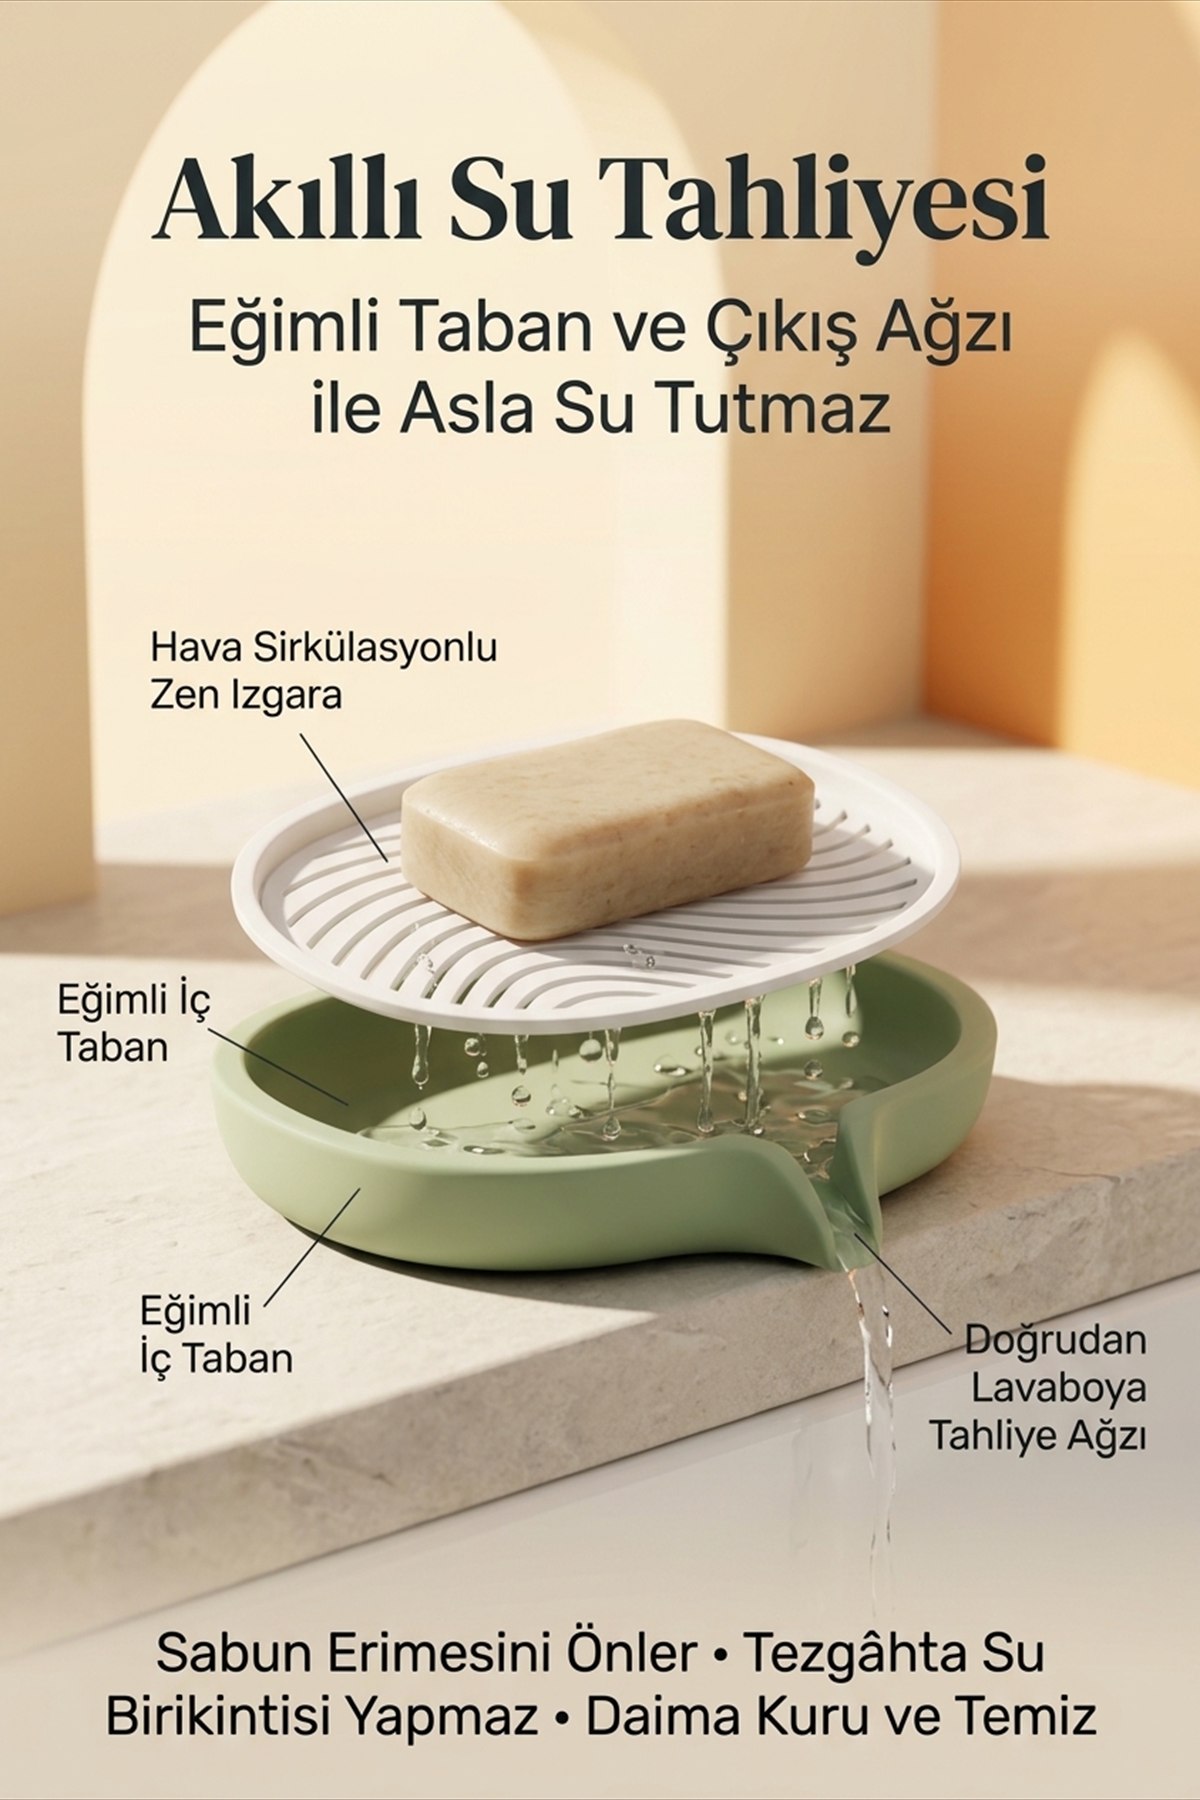 Akıllı Su Tahliyesi
Eğimli Taban ve Çıkış Ağzı
ile Asla Su Tutmaz
Hava Sirkülasyonlu
Zen Izgara
Eğimli İç
Taban
Eğimli
İç Taban
Doğrudan
Lavaboya
Tahliye Ağzı
Sabun Erimesini Önler • Tezgâhta Su
Birikintisi Yapmaz • Daima Kuru ve Temiz